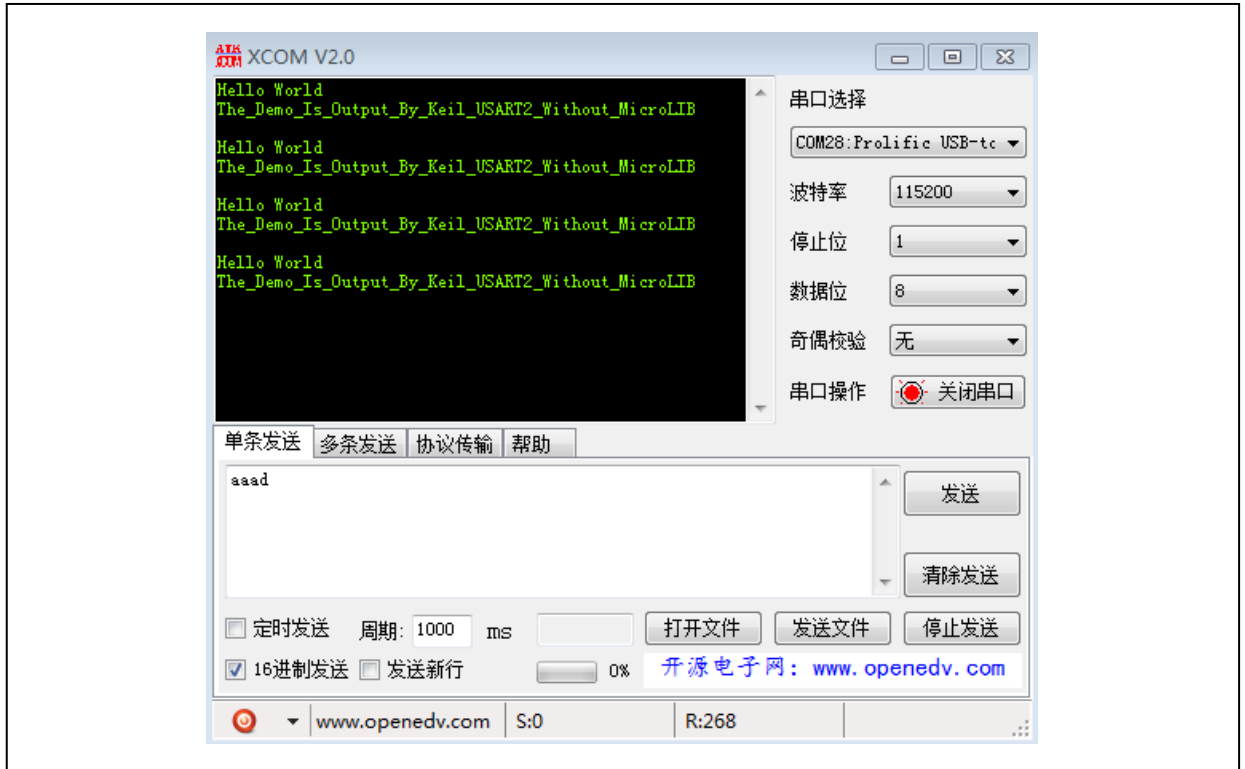 ATK
COM XCOM V2.0
Hello World
The_Demo_Is_Output_By_Keil_USART2_Without_MicroLIB
Hello World
The_Demo_Is_Output_By_Keil_USART2_Without_MicroLIB
Hello World
The_Demo_Is_Output_By_Keil_USART2_Without_MicroLIB
Hello World
The_Demo_Is_Output_By_Keil_USART2_Without_MicroLIB
串口选择
COM28:Prolific USB-to
波特率 115200
停止位 1
数据位 8
奇偶校验 无
串口操作 关闭串口
单条发送 多条发送 协议传输 帮助
aaad
发送
清除发送
定时发送 周期: 1000 ms 打开文件 发送文件 停止发送
16进制发送 发送新行 0% 开源电子网: www.openedv.com
www.openedv.com S:0 R:268